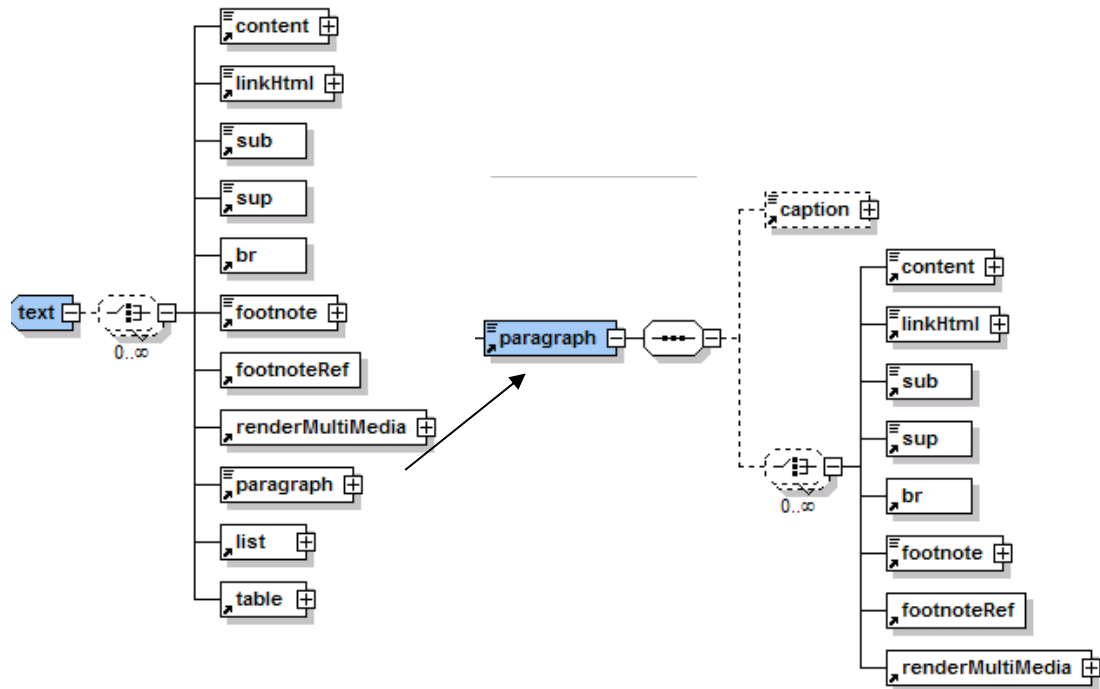 content
linkHtml
sub
sup
br
text
0..∞
footnote
footnoteRef
renderMultiMedia
paragraph
list
table
paragraph
caption
0..∞
content
linkHtml
sub
sup
br
footnote
footnoteRef
renderMultiMedia